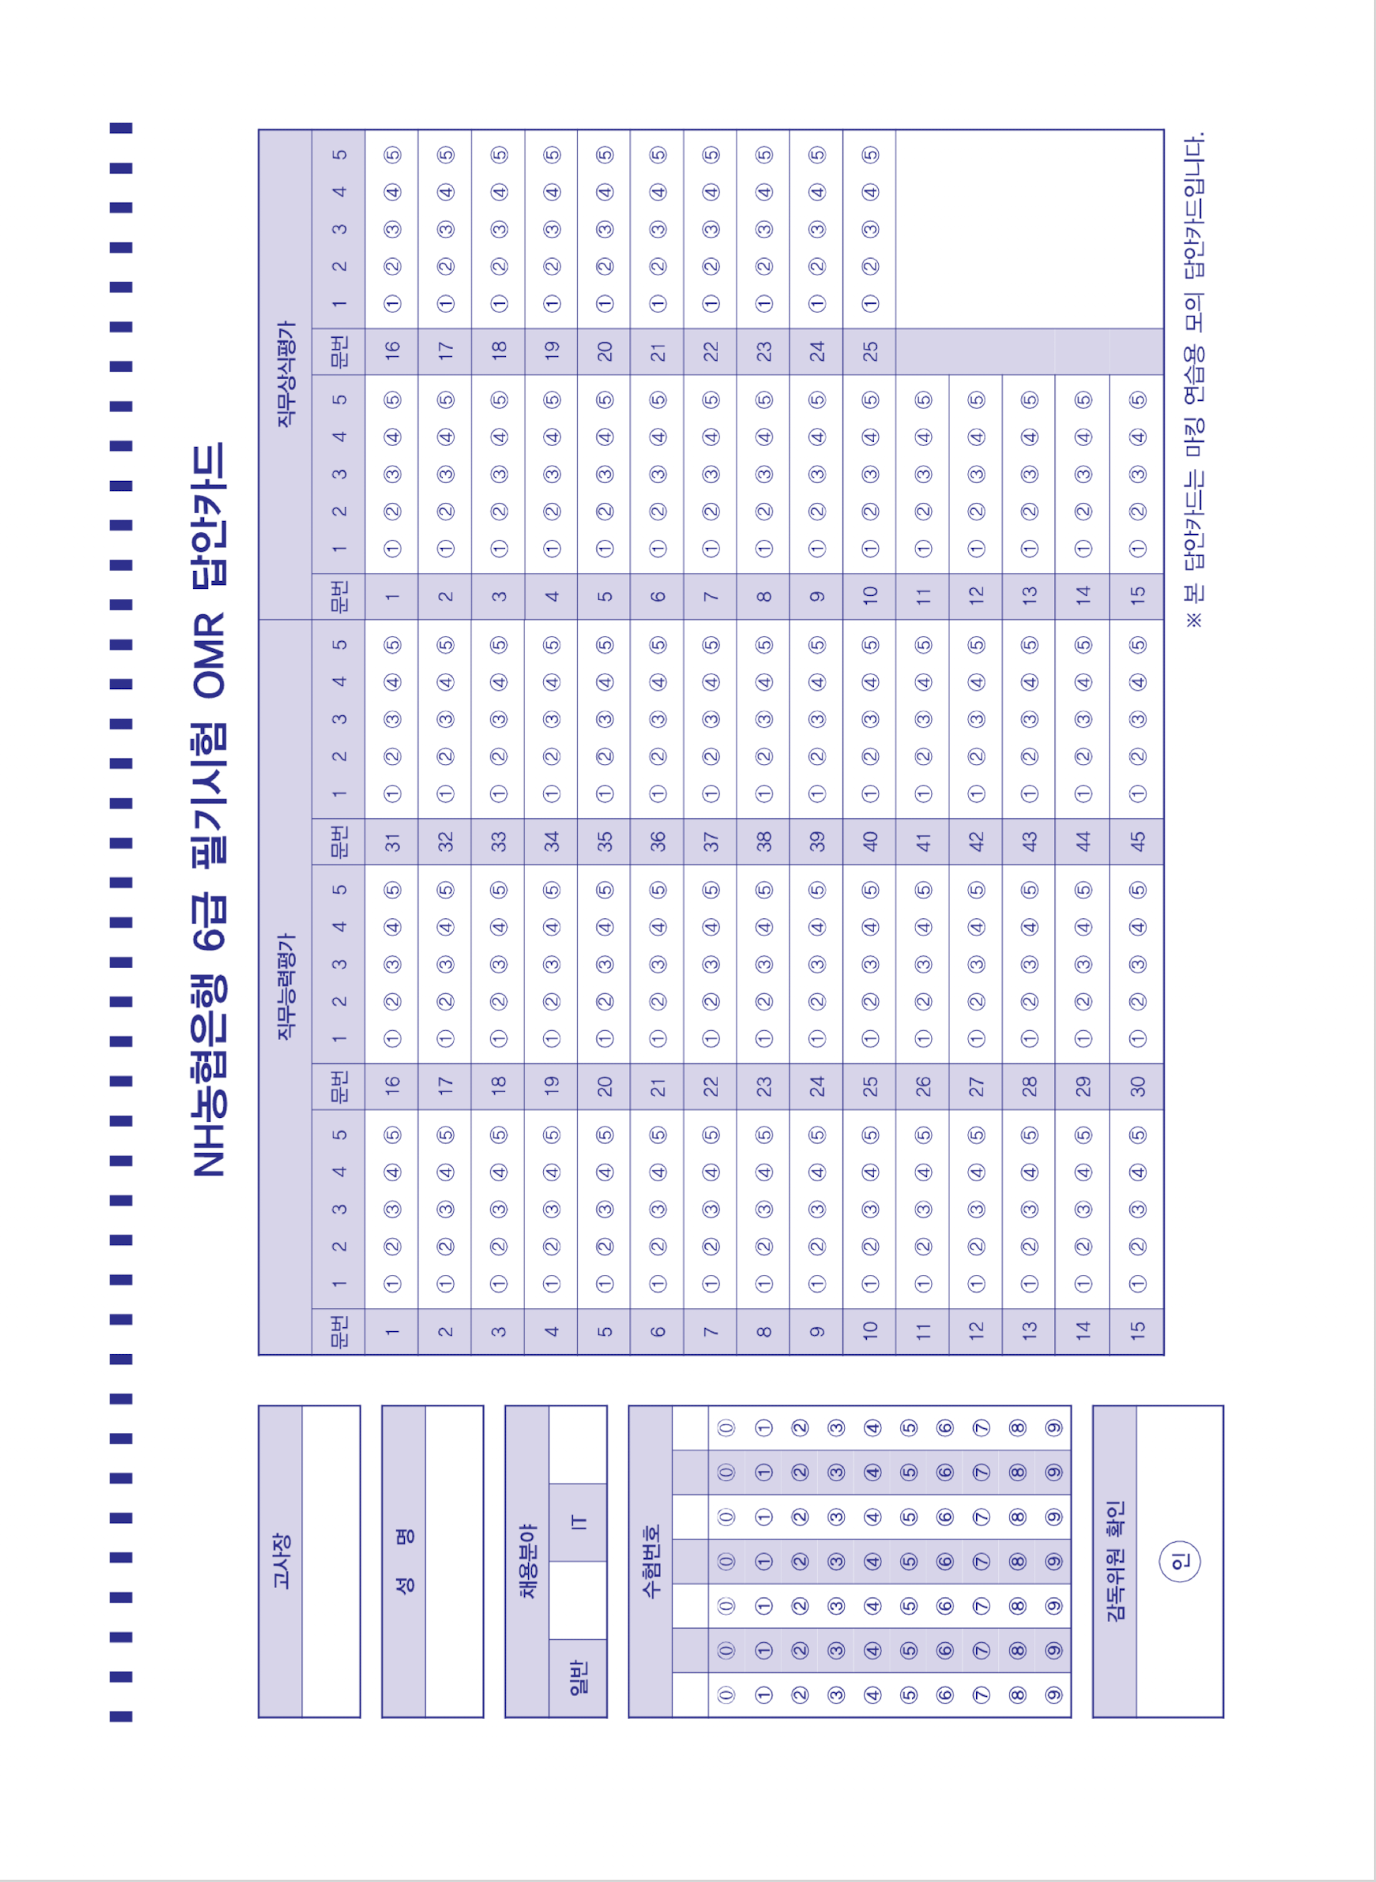 NH농협은행 6급 필기시험 OMR 답안카드
고사장
성 명
채용분야
일반 IT
수험번호
⓪ ⓪ ⓪ ⓪ ⓪ ⓪ ⓪
① ① ① ① ① ① ①
② ② ② ② ② ② ②
③ ③ ③ ③ ③ ③ ③
④ ④ ④ ④ ④ ④ ④
⑤ ⑤ ⑤ ⑤ ⑤ ⑤ ⑤
⑥ ⑥ ⑥ ⑥ ⑥ ⑥ ⑥
⑦ ⑦ ⑦ ⑦ ⑦ ⑦ ⑦
⑧ ⑧ ⑧ ⑧ ⑧ ⑧ ⑧
⑨ ⑨ ⑨ ⑨ ⑨ ⑨ ⑨
감독위원 확인
인
직무능력평가 직무상식평가
문번 1 2 3 4 5 문번 1 2 3 4 5 문번 1 2 3 4 5 문번 1 2 3 4 5 문번 1 2 3 4 5
1 ① ② ③ ④ ⑤ 16 ① ② ③ ④ ⑤ 31 ① ② ③ ④ ⑤ 1 ① ② ③ ④ ⑤ 16 ① ② ③ ④ ⑤
2 ① ② ③ ④ ⑤ 17 ① ② ③ ④ ⑤ 32 ① ② ③ ④ ⑤ 2 ① ② ③ ④ ⑤ 17 ① ② ③ ④ ⑤
3 ① ② ③ ④ ⑤ 18 ① ② ③ ④ ⑤ 33 ① ② ③ ④ ⑤ 3 ① ② ③ ④ ⑤ 18 ① ② ③ ④ ⑤
4 ① ② ③ ④ ⑤ 19 ① ② ③ ④ ⑤ 34 ① ② ③ ④ ⑤ 4 ① ② ③ ④ ⑤ 19 ① ② ③ ④ ⑤
5 ① ② ③ ④ ⑤ 20 ① ② ③ ④ ⑤ 35 ① ② ③ ④ ⑤ 5 ① ② ③ ④ ⑤ 20 ① ② ③ ④ ⑤
6 ① ② ③ ④ ⑤ 21 ① ② ③ ④ ⑤ 36 ① ② ③ ④ ⑤ 6 ① ② ③ ④ ⑤ 21 ① ② ③ ④ ⑤
7 ① ② ③ ④ ⑤ 22 ① ② ③ ④ ⑤ 37 ① ② ③ ④ ⑤ 7 ① ② ③ ④ ⑤ 22 ① ② ③ ④ ⑤
8 ① ② ③ ④ ⑤ 23 ① ② ③ ④ ⑤ 38 ① ② ③ ④ ⑤ 8 ① ② ③ ④ ⑤ 23 ① ② ③ ④ ⑤
9 ① ② ③ ④ ⑤ 24 ① ② ③ ④ ⑤ 39 ① ② ③ ④ ⑤ 9 ① ② ③ ④ ⑤ 24 ① ② ③ ④ ⑤
10 ① ② ③ ④ ⑤ 25 ① ② ③ ④ ⑤ 40 ① ② ③ ④ ⑤ 10 ① ② ③ ④ ⑤ 25 ① ② ③ ④ ⑤
11 ① ② ③ ④ ⑤ 26 ① ② ③ ④ ⑤ 41 ① ② ③ ④ ⑤ 11 ① ② ③ ④ ⑤
12 ① ② ③ ④ ⑤ 27 ① ② ③ ④ ⑤ 42 ① ② ③ ④ ⑤ 12 ① ② ③ ④ ⑤
13 ① ② ③ ④ ⑤ 28 ① ② ③ ④ ⑤ 43 ① ② ③ ④ ⑤ 13 ① ② ③ ④ ⑤
14 ① ② ③ ④ ⑤ 29 ① ② ③ ④ ⑤ 44 ① ② ③ ④ ⑤ 14 ① ② ③ ④ ⑤
15 ① ② ③ ④ ⑤ 30 ① ② ③ ④ ⑤ 45 ① ② ③ ④ ⑤ 15 ① ② ③ ④ ⑤
※ 본 답안카드는 마킹 연습용 모의 답안카드입니다.